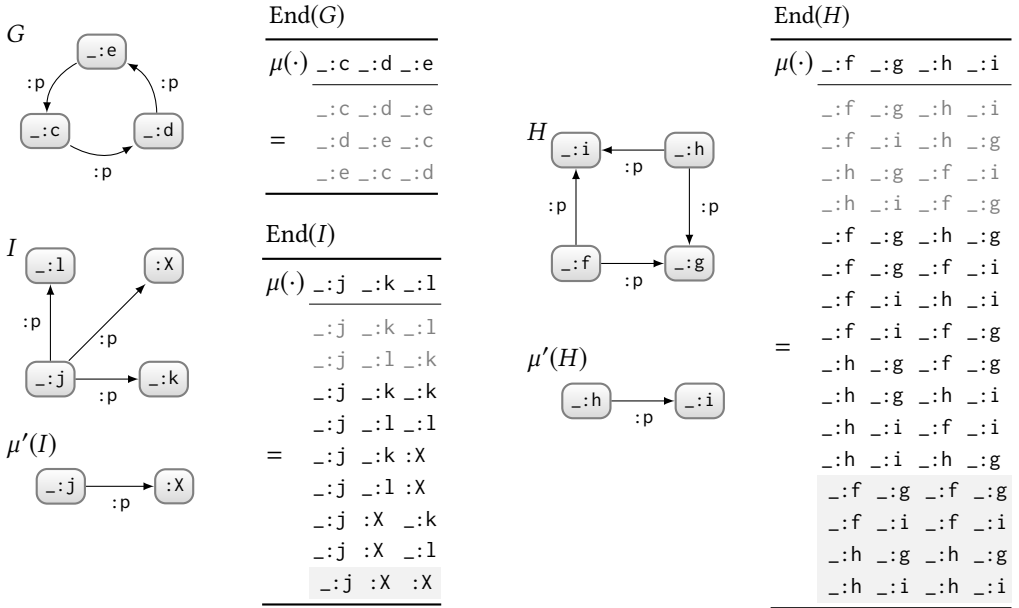 G
_:e
:p
:p
_:c
_:d
:p
End(G)
μ(·) _:c _:d _:e
_:c _:d _:e
= _:d _:e _:c
_:e _:c _:d
I
_:l
:X
:p
:p
_:j
_:k
:p
μ′(I)
_:j
:X
:p
End(I)
μ(·) _:j _:k _:l
_:j _:k _:l
_:j _:l _:k
_:j _:k _:k
_:j _:l _:l
= _:j _:k :X
_:j _:l :X
_:j :X _:k
_:j :X _:l
_:j :X :X
H
_:i
_:h
:p
:p
:p
_:f
_:g
:p
μ′(H)
_:h
_:i
:p
End(H)
μ(·) _:f _:g _:h _:i
_:f _:g _:h _:i
_:f _:i _:h _:g
_:h _:g _:f _:i
_:h _:i _:f _:g
_:f _:g _:h _:g
_:f _:g _:f _:i
_:f _:i _:h _:i
_:f _:i _:f _:g
= _:h _:g _:f _:g
_:h _:g _:h _:i
_:h _:i _:f _:i
_:h _:i _:h _:g
_:f _:g _:f _:g
_:f _:i _:f _:i
_:h _:g _:h _:g
_:h _:i _:h _:i